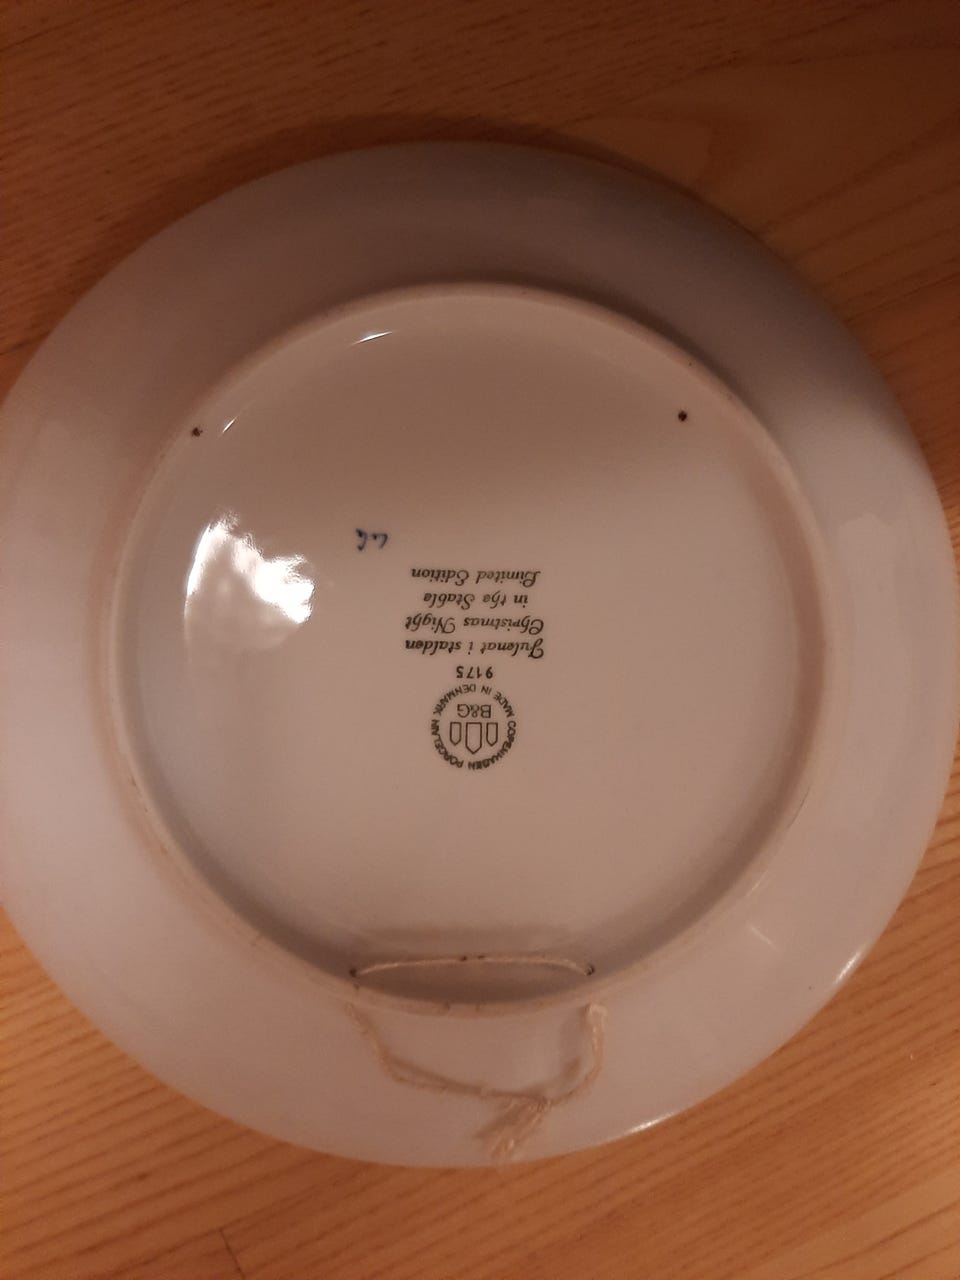 COPENHAGEN PORCELAIN
MADE IN DENMARK
B&G
9175
Julenat i stalden
Christmas Night
in the Stable
Limited Edition